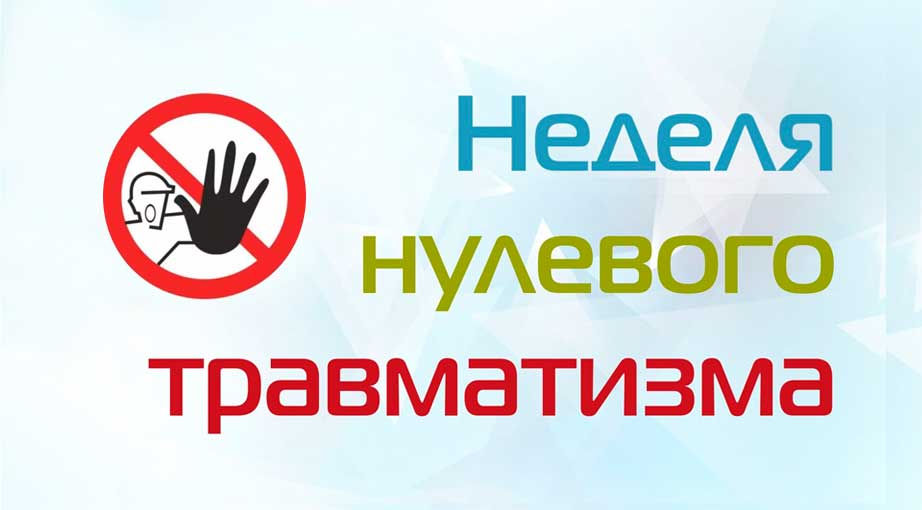 Неделя
нулевого
травматизма